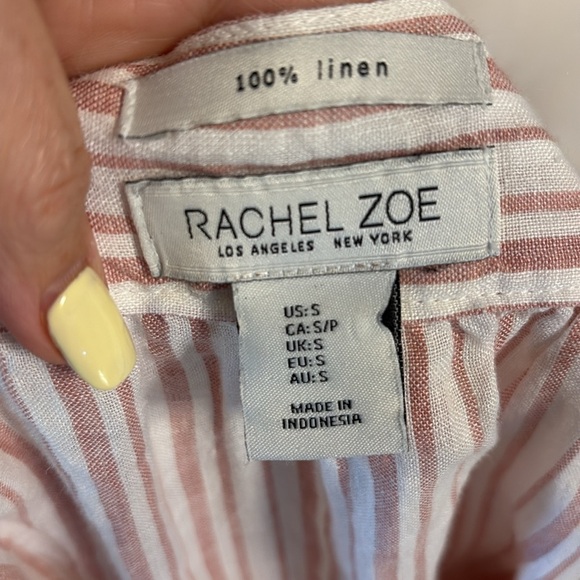 100% linen
RACHEL ZOE
LOS ANGELES NEW YORK
US: S
CA: S/P
UK: S
EU: S
AU: S
MADE IN
INDONESIA